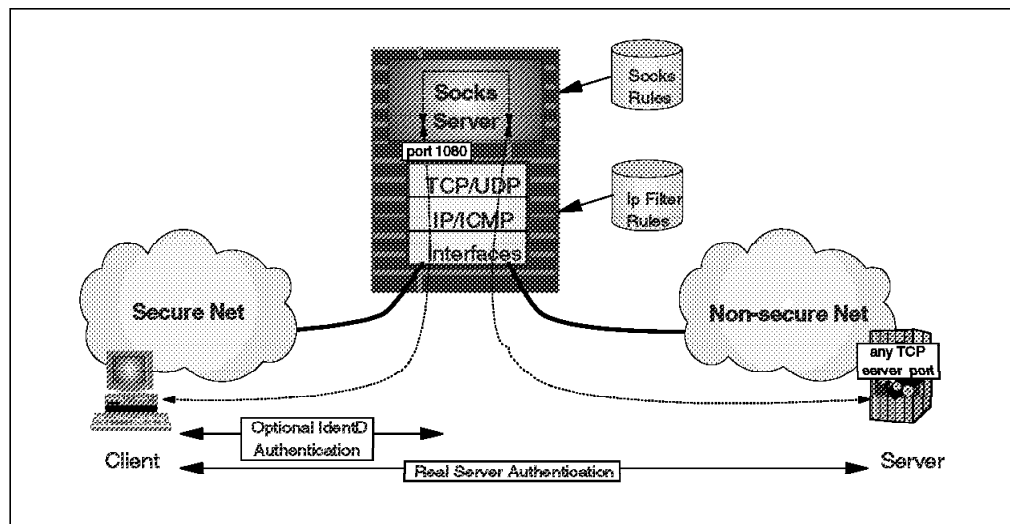 Socks
Server
port 1080
TCP/UDP
IP/ICMP
Interfaces
Socks
Rules
Ip Filter
Rules
Secure Net
Non-secure Net
any TCP
server port
Optional IdentD
Authentication
Client
Real Server Authentication
Server